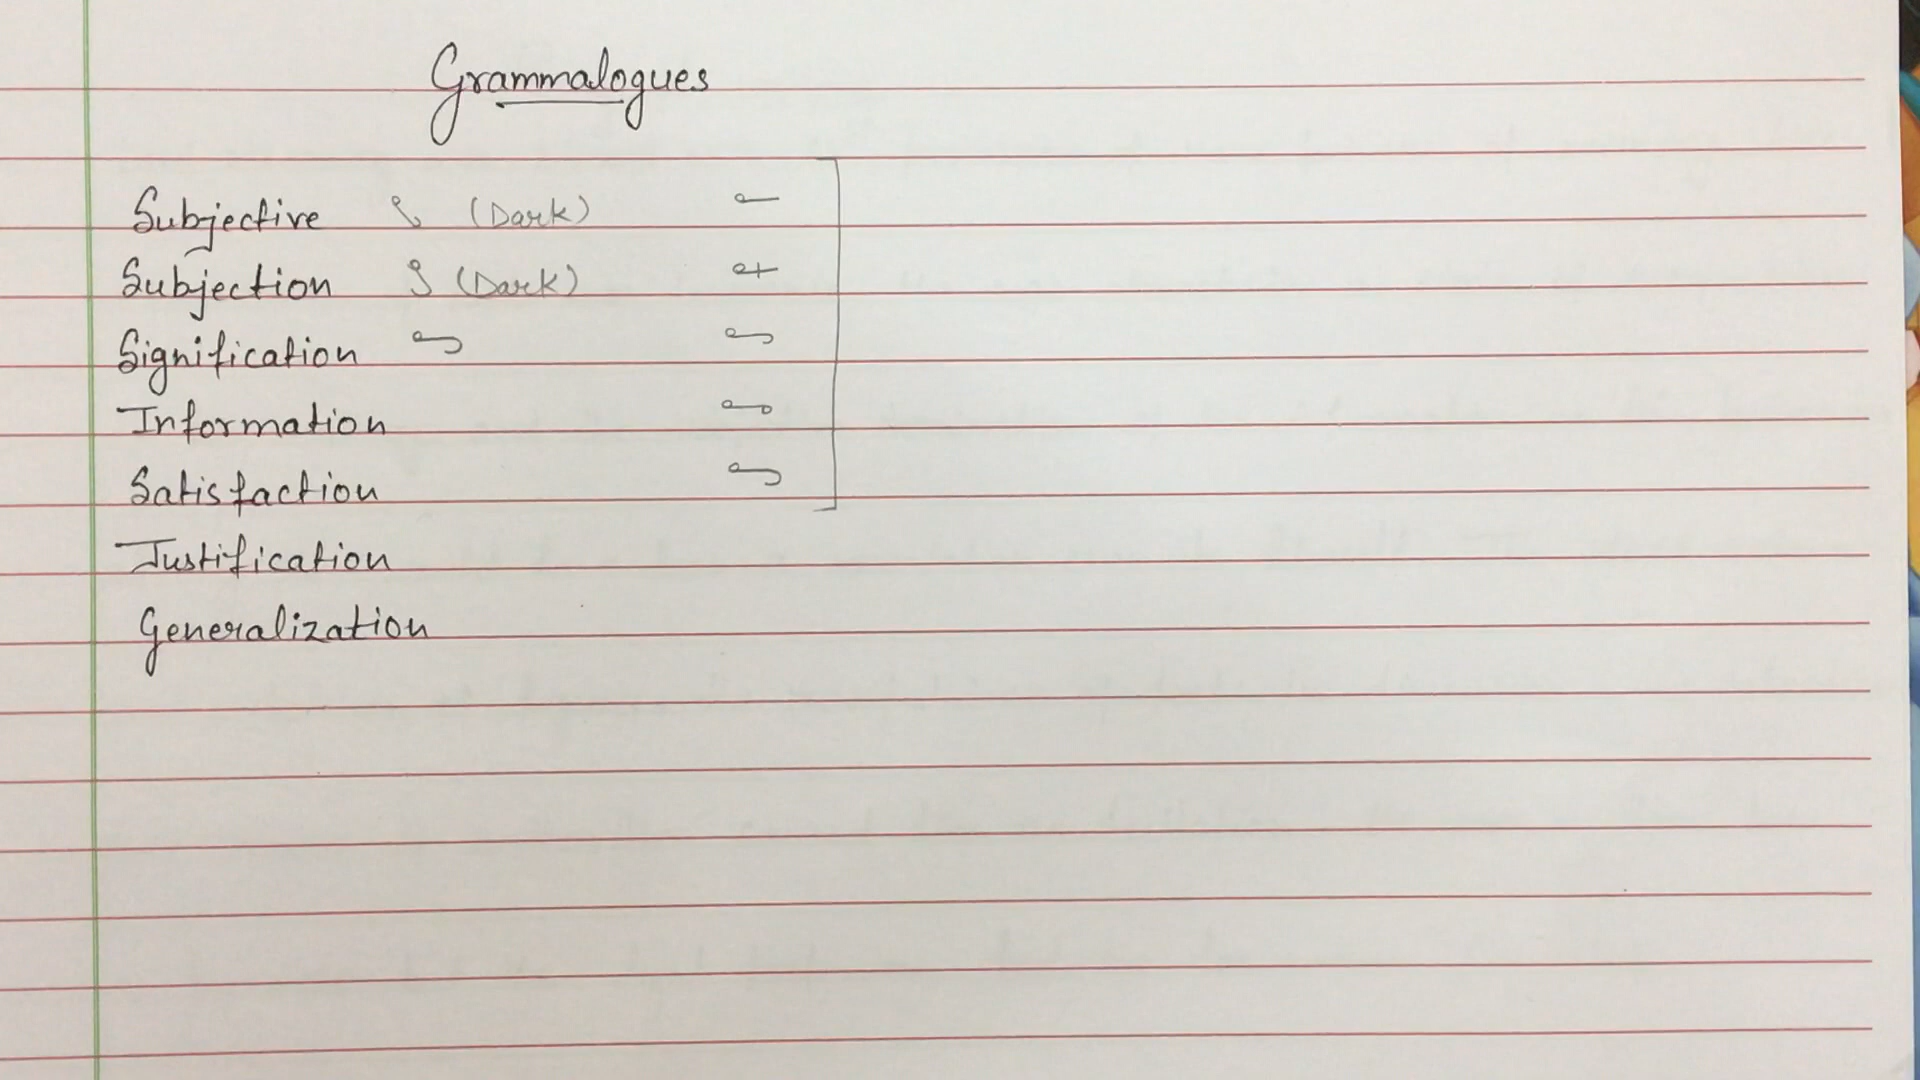 Grammalogues
Subjective (Dark)
Subjection (Dark)
Signification
Information
Satisfaction
Justification
Generalization